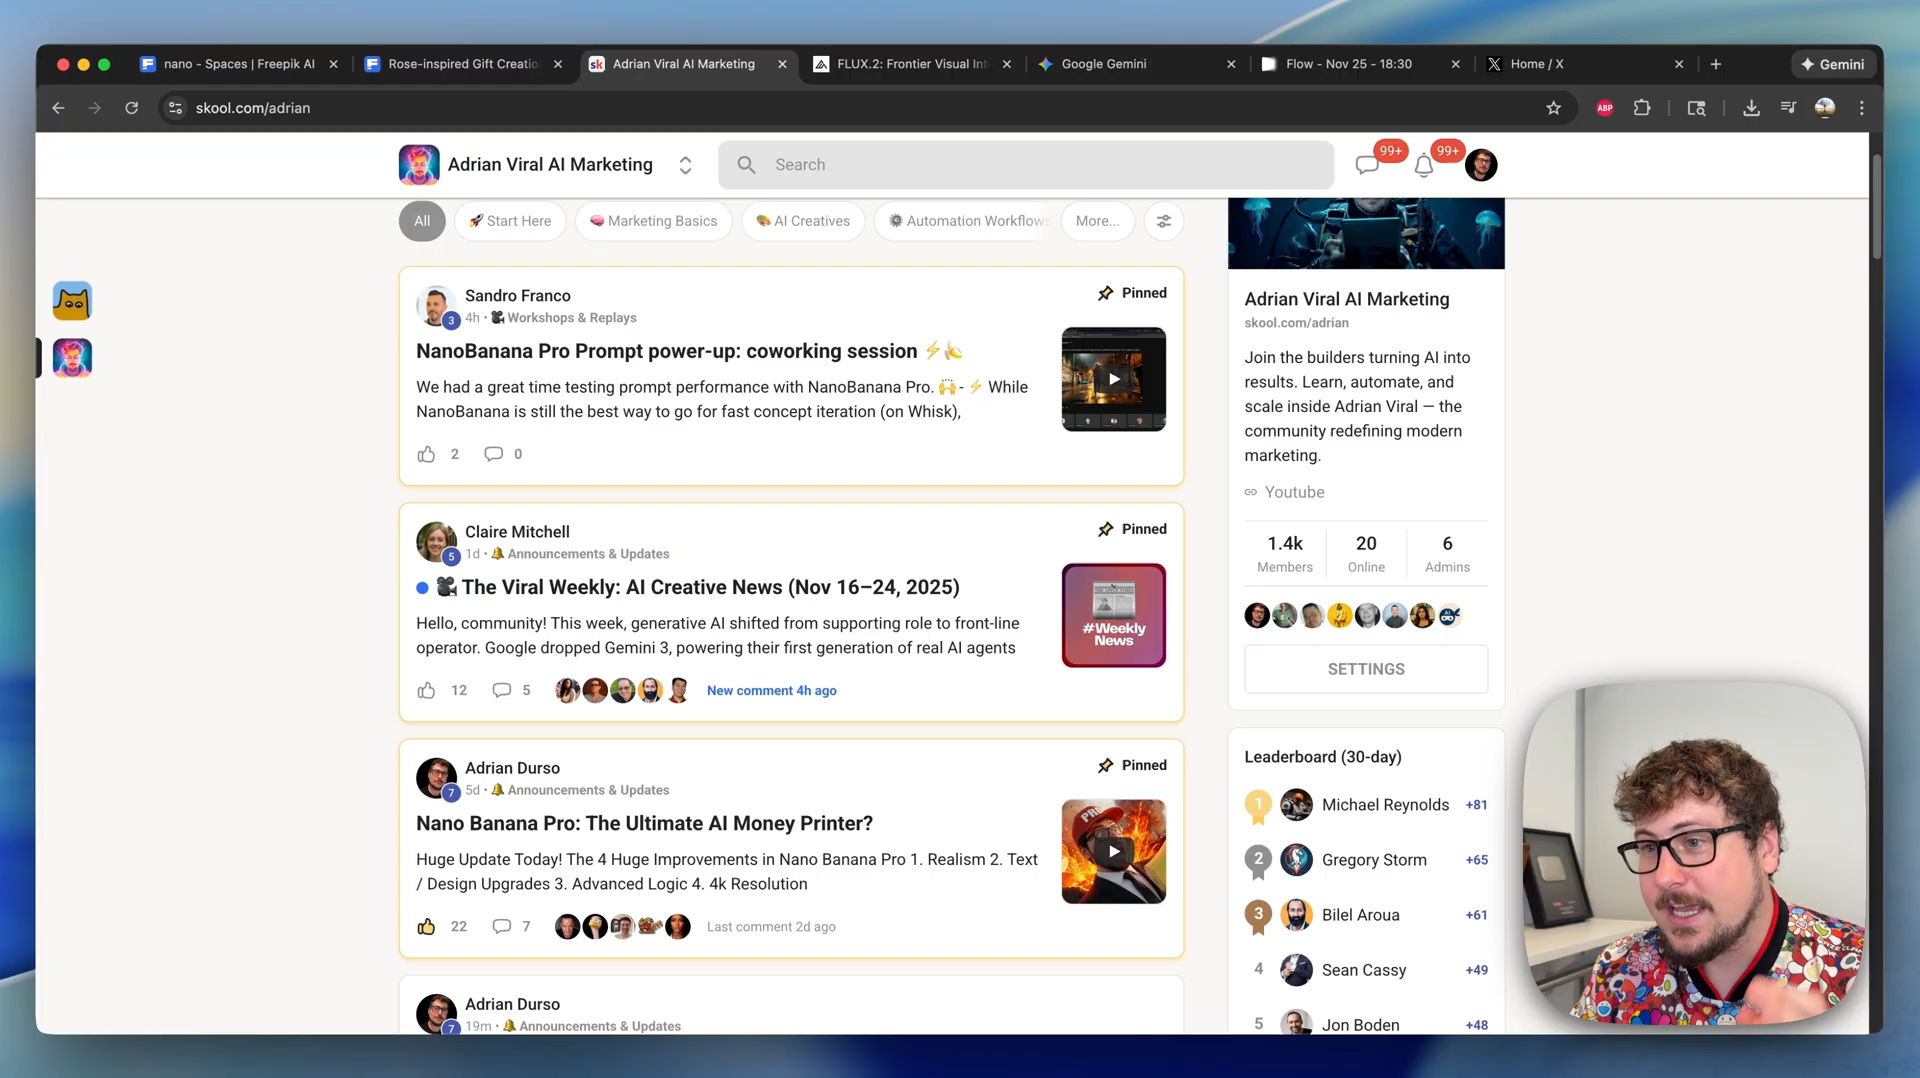 nano - Spaces | Freepik AI
Rose-inspired Gift Creatio
sk
Adrian Viral AI Marketing
FLUX.2: Frontier Visual Int
Google Gemini
Flow - Nov 25 - 18:30
Home / X
Gemini
skool.com/adrian
ABP
Adrian Viral AI Marketing
Search
99+
99+
All
🚀 Start Here
🧠 Marketing Basics
🎨 AI Creatives
⚙️ Automation Workflows
More...
Sandro Franco
3
4h • 🎥 Workshops & Replays
Pinned
NanoBanana Pro Prompt power-up: coworking session ⚡🍌
We had a great time testing prompt performance with NanoBanana Pro. 🙌 - ⚡ While
NanoBanana is still the best way to go for fast concept iteration (on Whisk),
2
0
Claire Mitchell
5
1d • 🔔 Announcements & Updates
Pinned
🎥 The Viral Weekly: AI Creative News (Nov 16–24, 2025)
Hello, community! This week, generative AI shifted from supporting role to front-line
operator. Google dropped Gemini 3, powering their first generation of real AI agents
#Weekly
News
12
5
New comment 4h ago
Adrian Durso
7
5d • 🔔 Announcements & Updates
Pinned
Nano Banana Pro: The Ultimate AI Money Printer?
Huge Update Today! The 4 Huge Improvements in Nano Banana Pro 1. Realism 2. Text
/ Design Upgrades 3. Advanced Logic 4. 4k Resolution
PRO
22
7
Last comment 2d ago
Adrian Durso
7
19m • 🔔 Announcements & Updates
Adrian Viral AI Marketing
skool.com/adrian
Join the builders turning AI into
results. Learn, automate, and
scale inside Adrian Viral — the
community redefining modern
marketing.
Youtube
1.4k
Members
20
Online
6
Admins
SETTINGS
Leaderboard (30-day)
1
Michael Reynolds
+81
2
Gregory Storm
+65
3
Bilel Aroua
+61
4
Sean Cassy
+49
5
Jon Boden
+48